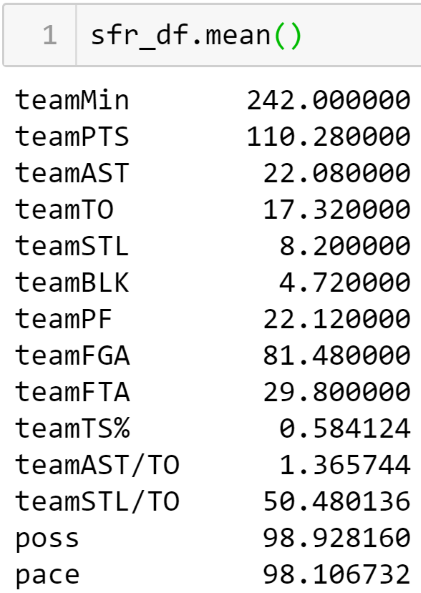 1 sfr_df.mean()
teamMin 242.000000
teamPTS 110.280000
teamAST 22.080000
teamTO 17.320000
teamSTL 8.200000
teamBLK 4.720000
teamPF 22.120000
teamFGA 81.480000
teamFTA 29.800000
teamTS% 0.584124
teamAST/TO 1.365744
teamSTL/TO 50.480136
poss 98.928160
pace 98.106732